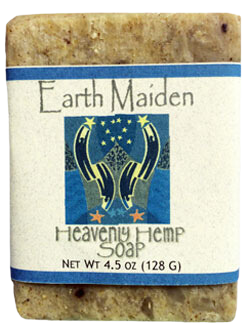 Earth Maiden
Heavenly Hemp
Soap
Net Wt 4.5 oz (128 G)